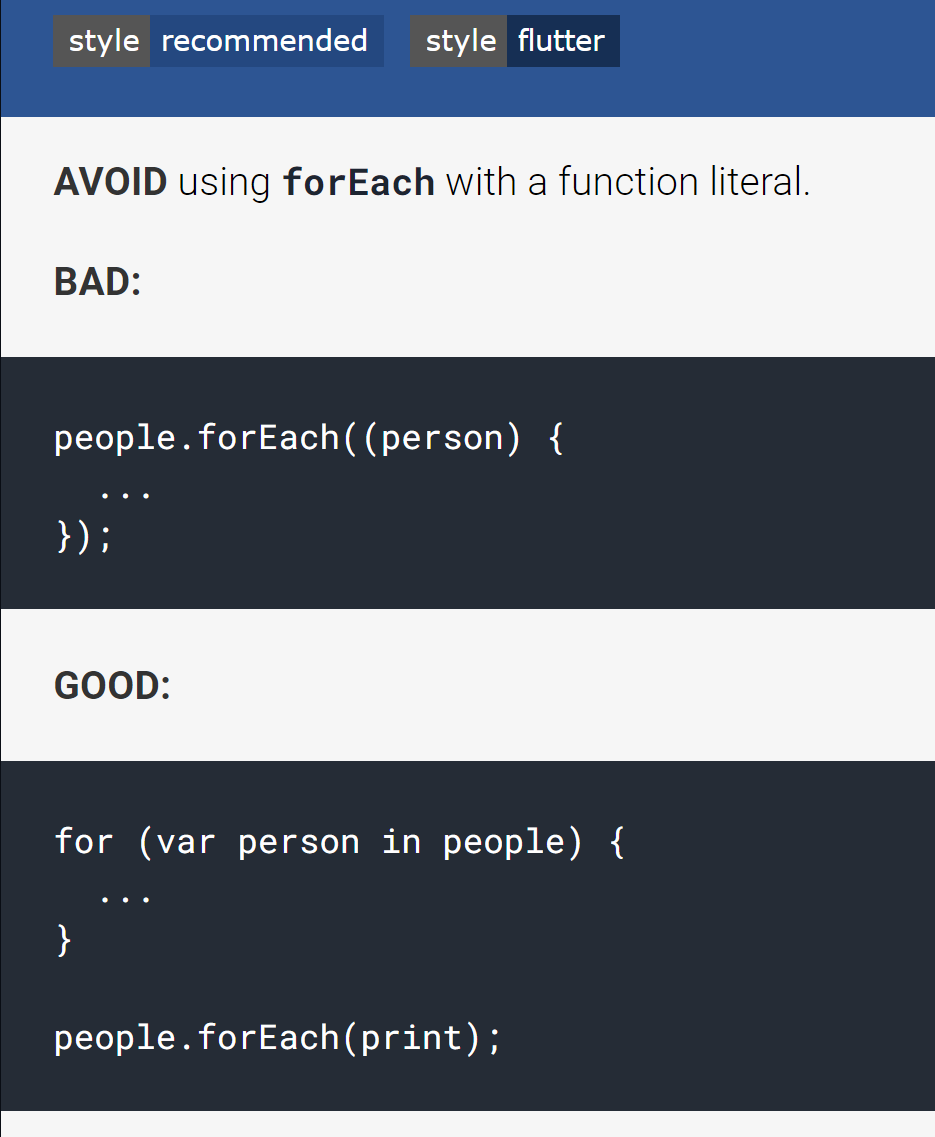 style recommended style flutter
AVOID using forEach with a function literal.
BAD:
people.forEach((person) {
  ...
});
GOOD:
for (var person in people) {
  ...
}
people.forEach(print);